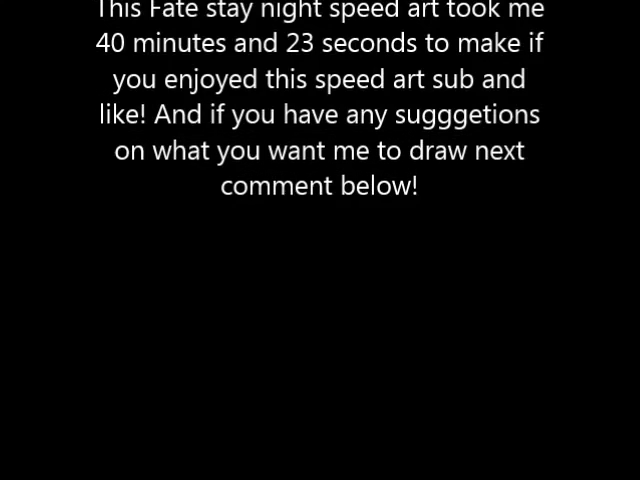 This Fate stay night speed art took me
40 minutes and 23 seconds to make if
you enjoyed this speed art sub and
like! And if you have any sugggetions
on what you want me to draw next
comment below!